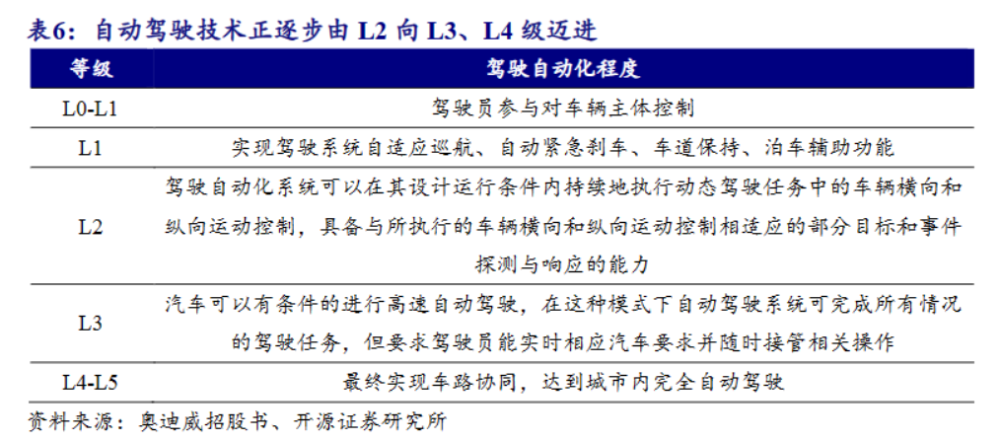 表6：自动驾驶技术正逐步由 L2 向 L3、L4 级迈进
等级 驾驶自动化程度
L0-L1 驾驶员参与对车辆主体控制
L1 实现驾驶系统自适应巡航、自动紧急刹车、车道保持、泊车辅助功能
驾驶自动化系统可以在其设计运行条件内持续地执行动态驾驶任务中的车辆横向和
L2 纵向运动控制，具备与所执行的车辆横向和纵向运动控制相适应的部分目标和事件
探测与响应的能力
L3 汽车可以有条件的进行高速自动驾驶，在这种模式下自动驾驶系统可完成所有情况
的驾驶任务，但要求驾驶员能实时相应汽车要求并随时接管相关操作
L4-L5 最终实现车路协同，达到城市内完全自动驾驶
资料来源：奥迪威招股书、开源证券研究所